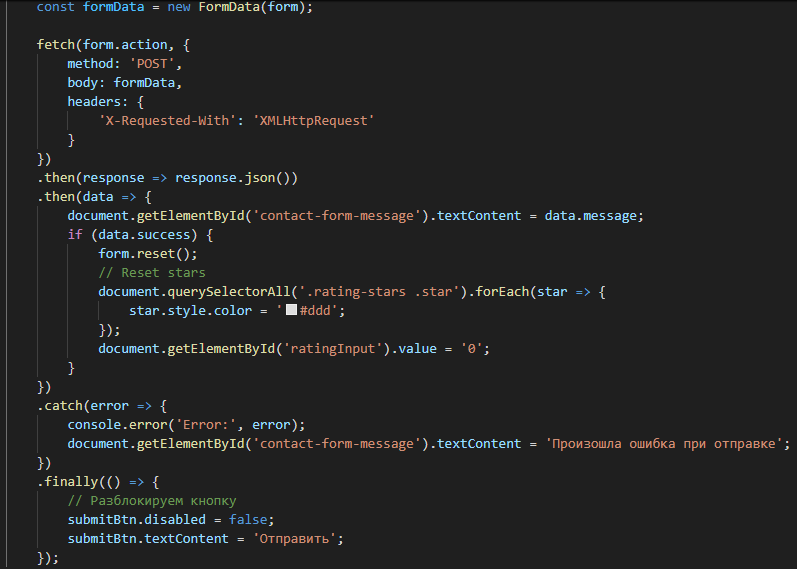 const formData = new FormData(form);
fetch(form.action, {
method: 'POST',
body: formData,
headers: {
'X-Requested-With': 'XMLHttpRequest'
}
})
.then(response => response.json())
.then(data => {
document.getElementById('contact-form-message').textContent = data.message;
if (data.success) {
form.reset();
// Reset stars
document.querySelectorAll('.rating-stars .star').forEach(star => {
star.style.color = '#ddd';
});
document.getElementById('ratingInput').value = '0';
}
})
.catch(error => {
console.error('Error:', error);
document.getElementById('contact-form-message').textContent = 'Произошла ошибка при отправке';
})
.finally(() => {
// Разблокируем кнопку
submitBtn.disabled = false;
submitBtn.textContent = 'Отправить';
});